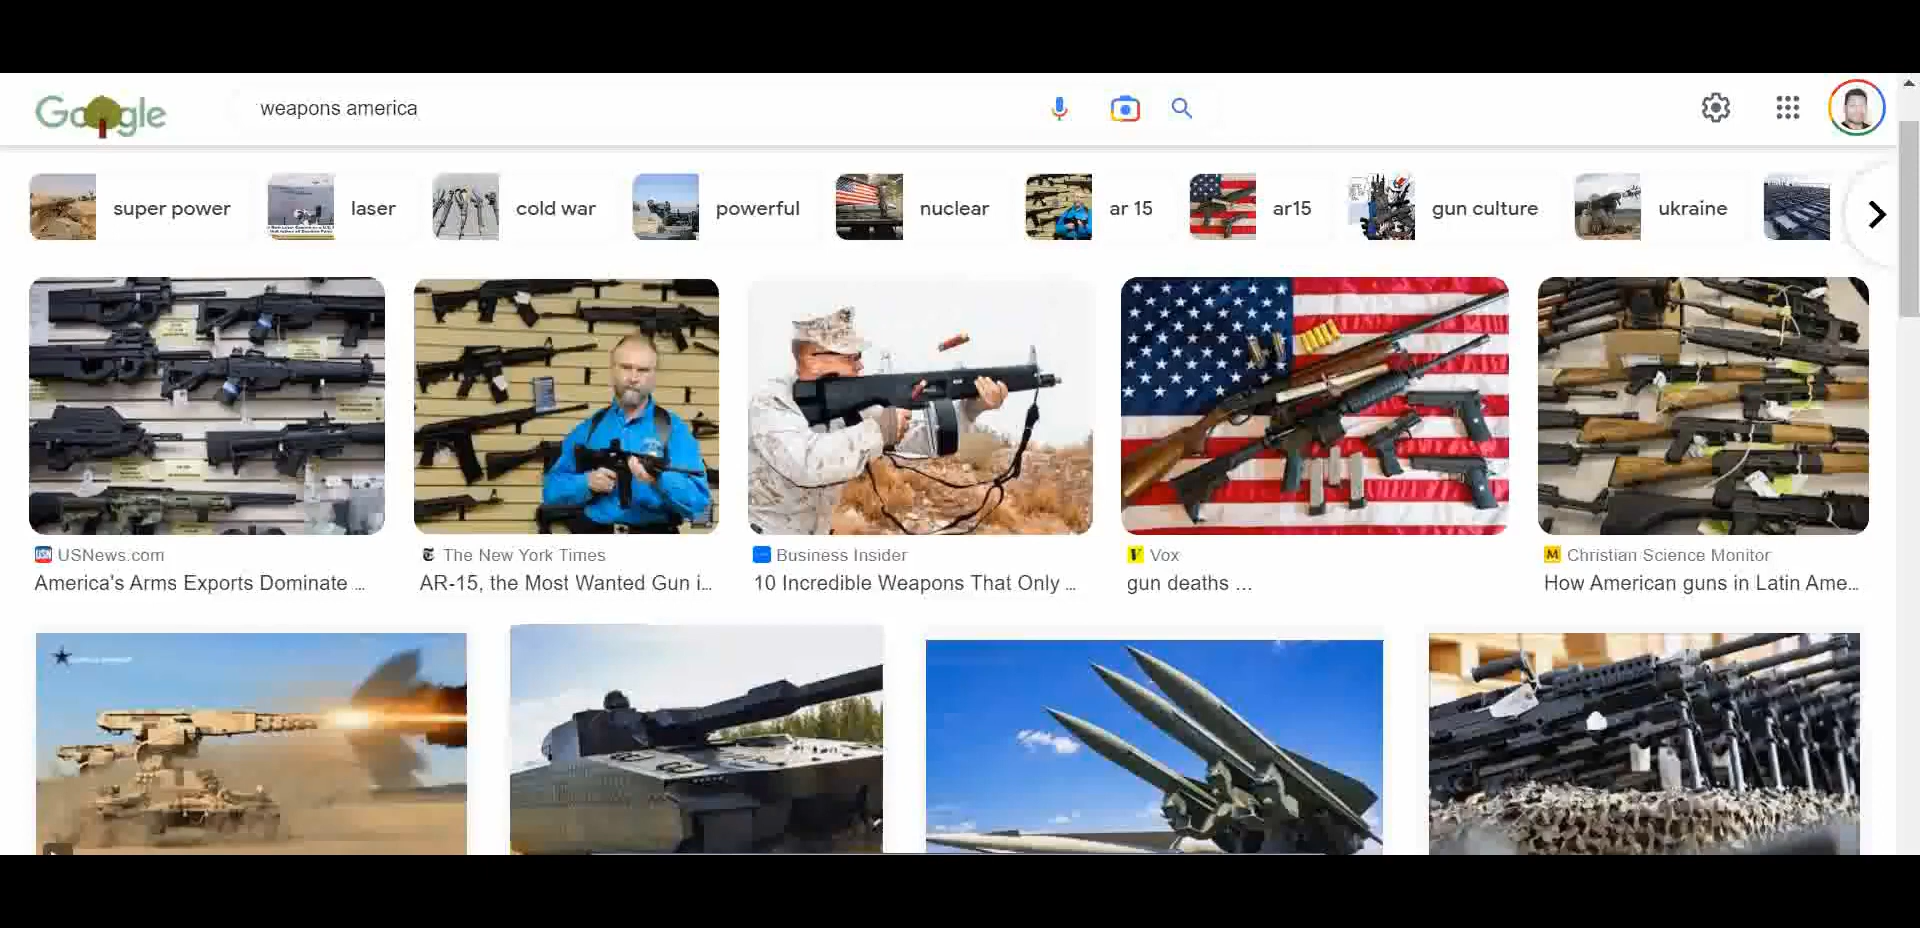 Google
weapons america
super power
laser
cold war
powerful
nuclear
ar 15
ar15
gun culture
ukraine
USNews.com
The New York Times
Business Insider
Vox
Christian Science Monitor
America's Arms Exports Dominate ...
AR-15, the Most Wanted Gun i...
10 Incredible Weapons That Only ...
gun deaths ...
How American guns in Latin Ame...